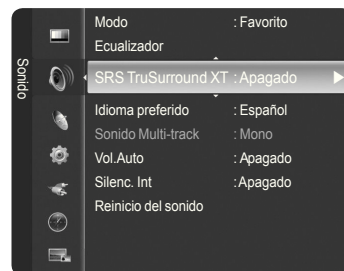 Sonido
Modo : Favorito
Ecualizador
SRS TruSurround XT : Apagado
Idioma preferido : Español
Sonido Multi-track : Mono
Vol.Auto : Apagado
Silenc. Int : Apagado
Reinicio del sonido